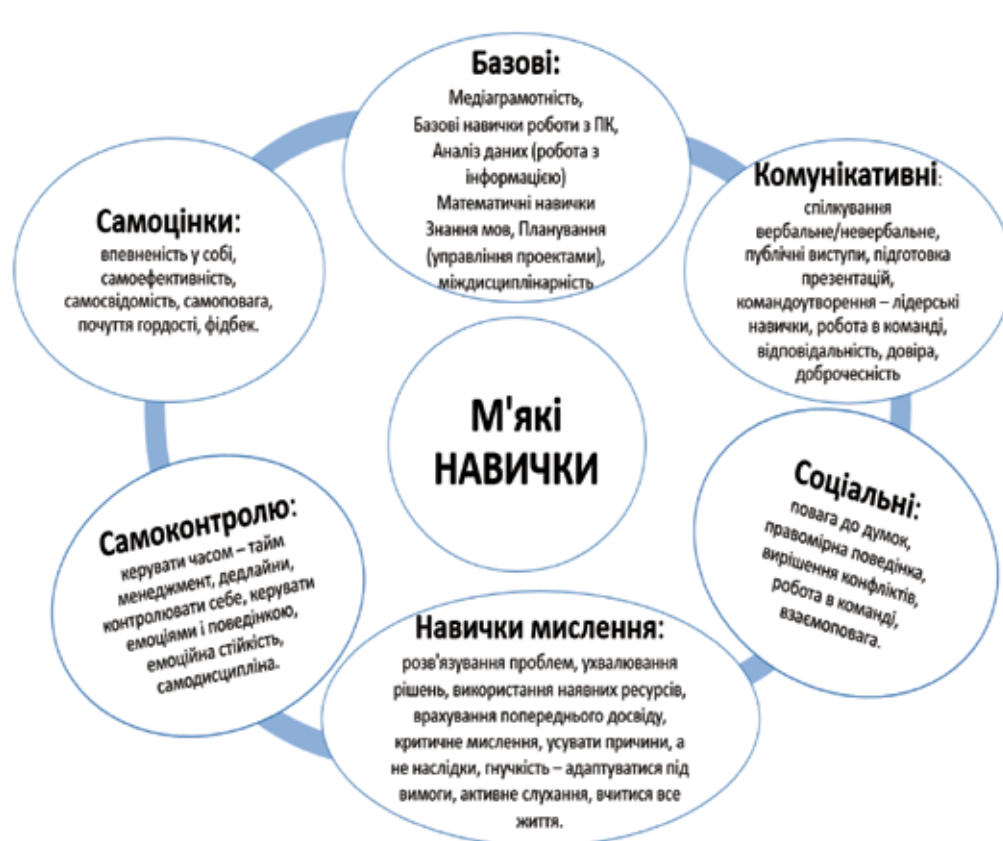 Базові:
Медіаграмотність,
Базові навички роботи з ПК,
Аналіз даних (робота з
інформацією)
Математичні навички
Знання мов, Планування
(управління проектами),
міждисциплінарність
Комунікативні:
спілкування
вербальне/невербальне,
публічні виступи, підготовка
презентацій,
командоутворення – лідерські
навички, робота в команді,
відповідальність, довіра,
доброчесність
Соціальні:
повага до думок,
правомірна поведінка,
вирішення конфліктів,
робота в команді,
взаємоповага.
Навички мислення:
розв'язування проблем, ухвалювання
рішень, використання наявних ресурсів,
врахування попереднього досвіду,
критичне мислення, усувати причини, а
не наслідки, гнучкість – адаптуватися під
вимоги, активне слухання, вчитися все
життя.
Самоконтролю:
керувати часом – тайм
менеджмент, дедлайни,
контролювати себе, керувати
емоціями і поведінкою,
емоційна стійкість,
самодисципліна.
Самоцінки:
впевненість у собі,
самоефективність,
самосвідомість, самоповага,
почуття гордості, фідбек.
М'які
НАВИЧКИ